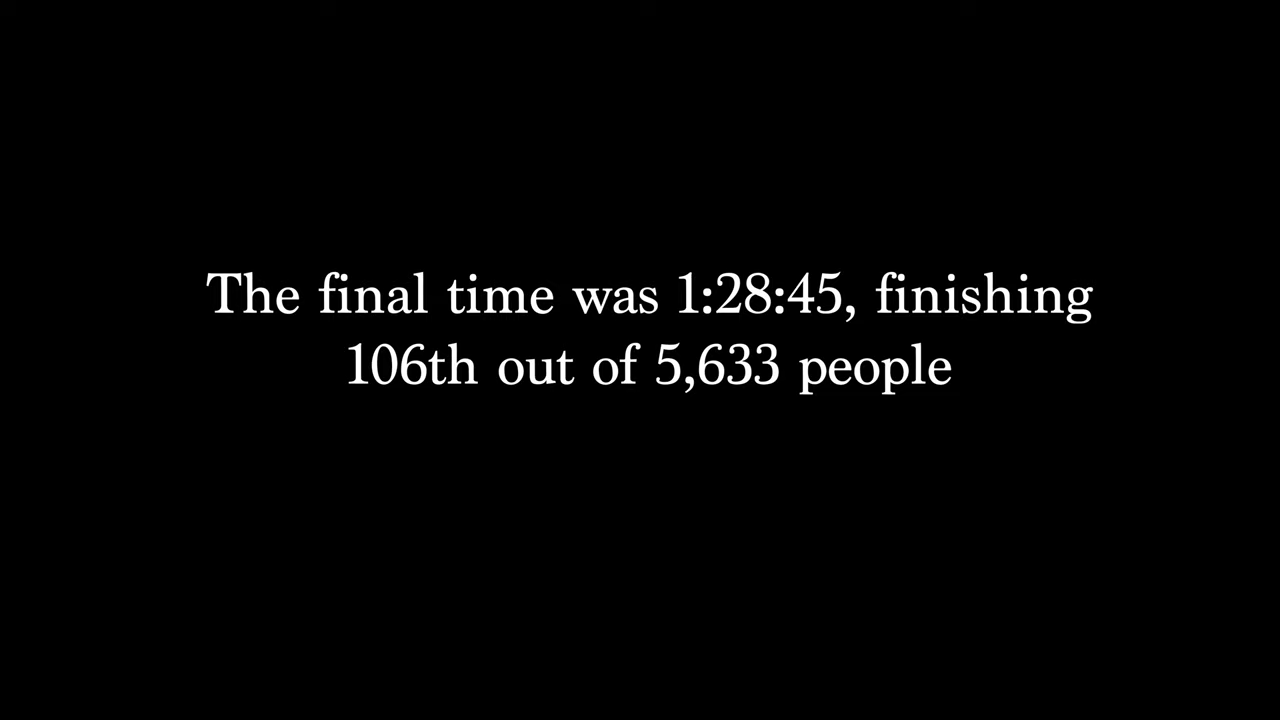 The final time was 1:28:45, finishing
106th out of 5,633 people